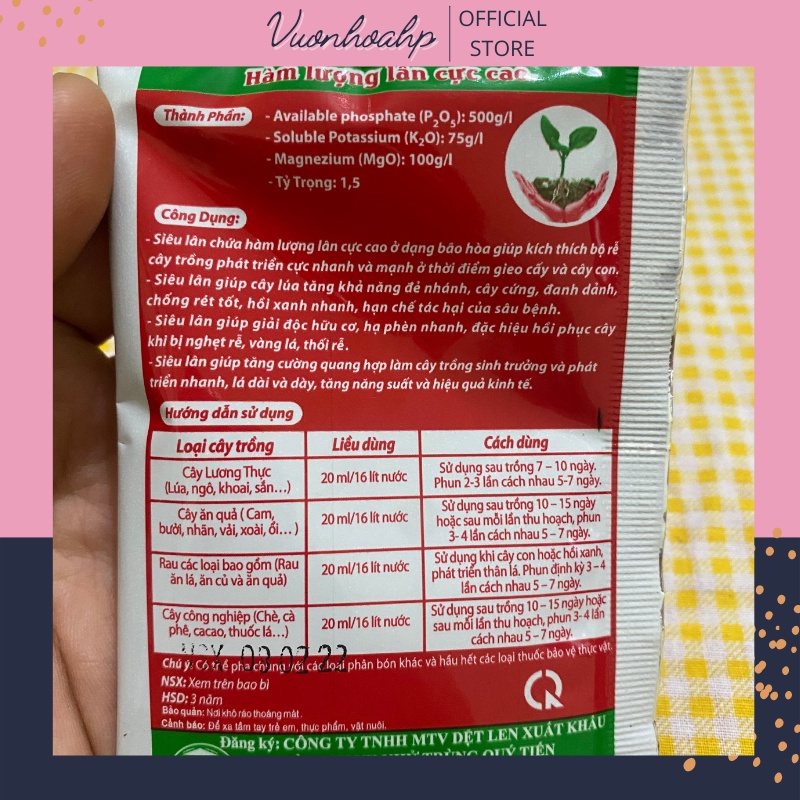 Vuonhoahp
OFFICIAL
STORE
Hàm lượng lân cực cao
Thành Phần:
- Available phosphate (P₂O₅): 500g/l
- Soluble Potassium (K₂O): 75g/l
- Magnezium (MgO): 100g/l
- Tỷ Trọng: 1,5
Công Dụng:
- Siêu lân chứa hàm lượng lân cực cao ở dạng bão hòa giúp kích thích bộ rễ
cây trồng phát triển cực nhanh và mạnh ở thời điểm gieo cấy và cây con.
- Siêu lân giúp cây lúa tăng khả năng đẻ nhánh, cây cứng, đanh dảnh,
chống rét tốt, hồi xanh nhanh, hạn chế tác hại của sâu bệnh.
- Siêu lân giúp giải độc hữu cơ, hạ phèn nhanh, đặc hiệu hồi phục cây
khi bị nghẹt rễ, vàng lá, thối rễ.
- Siêu lân giúp tăng cường quang hợp làm cây trồng sinh trưởng và phát
triển nhanh, lá dài và dày, tăng năng suất và hiệu quả kinh tế.
Hướng dẫn sử dụng
Loại cây trồng Liều dùng Cách dùng
Cây Lương Thực
(Lúa, ngô, khoai, sắn...)
20 ml/16 lít nước
Sử dụng sau trồng 7 – 10 ngày.
Phun 2-3 lần cách nhau 5-7 ngày.
Cây ăn quả ( Cam,
bưởi, nhãn, vải, xoài, ổi... )
20 ml/16 lít nước
Sử dụng sau trồng 10 – 15 ngày
hoặc sau mỗi lần thu hoạch, phun
3- 4 lần cách nhau 5 – 7 ngày.
Rau các loại bao gồm (Rau
ăn lá, ăn củ và ăn quả)
20 ml/16 lít nước
Sử dụng khi cây con hoặc hồi xanh,
phát triển thân lá. Phun định kỳ 3 – 4
lần cách nhau 5 – 7 ngày.
Cây công nghiệp (Chè, cà
phê, cacao, thuốc lá...)
20 ml/16 lít nước
Sử dụng sau trồng 10 – 15 ngày hoặc
sau mỗi lần thu hoạch, phun 3- 4 lần
cách nhau 5 – 7 ngày.
Chú ý: Có thể pha chung với các loại phân bón khác và hầu hết các loại thuốc bảo vệ thực vật.
NSX: Xem trên bao bì
HSD: 3 năm
Bảo quản: Nơi khô ráo thoáng mát.
Cảnh báo: Để xa tầm tay trẻ em, thực phẩm, vật nuôi.
Đăng ký: CÔNG TY TNHH MTV DỆT LEN XUẤT KHẨU
TRÙNG QUÝ TIẾN